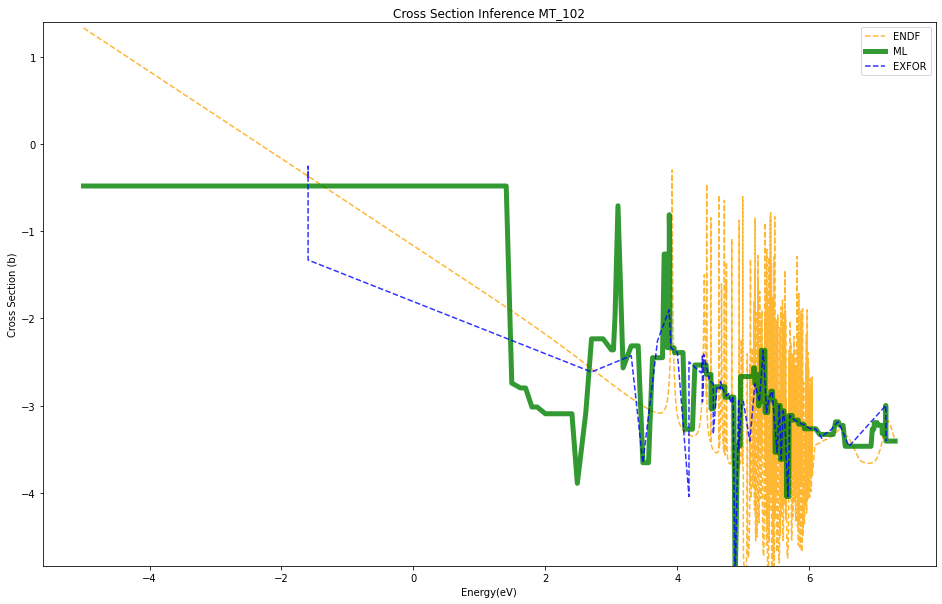 Cross Section Inference MT_102
ENDF
ML
EXFOR
Cross Section (b)
1
0
−1
−2
−3
−4
−4
−2
0
2
4
6
Energy(eV)